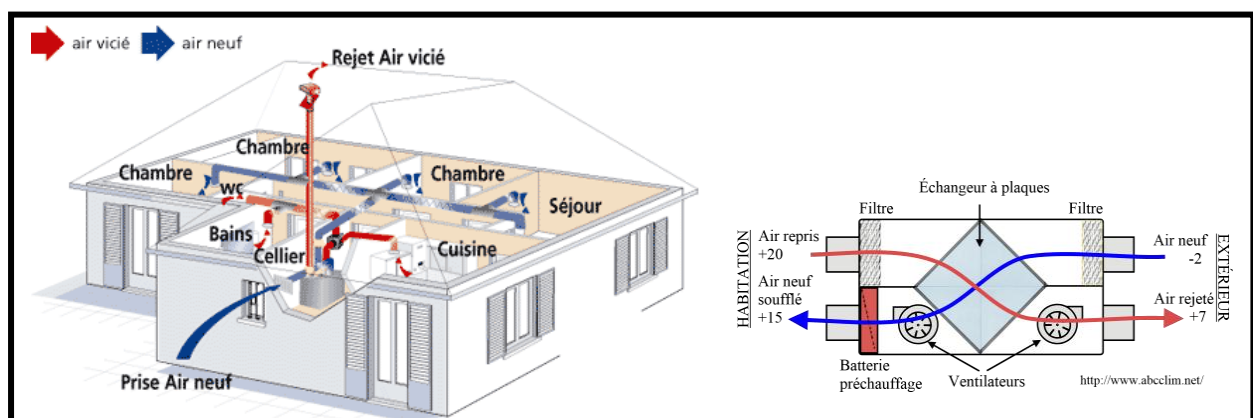 air vicié
air neuf
Rejet Air vicié
Chambre
Chambre
Chambre
wc
Séjour
Bains
Cellier
Cuisine
Prise Air neuf
Échangeur à plaques
Filtre
Filtre
HABITATION
Air repris
+20
Air neuf
soufflé
+15
Air neuf
-2
Air rejeté
+7
EXTÉRIEUR
Batterie
préchauffage
Ventilateurs
http://www.abcclim.net/